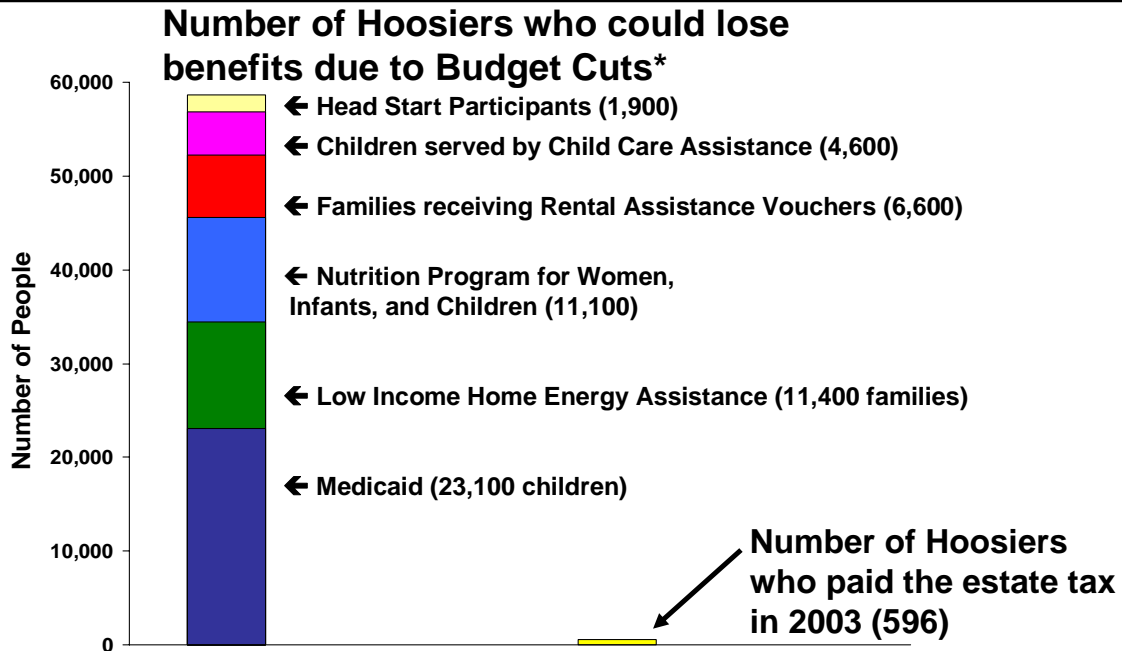 Number of Hoosiers who could lose
benefits due to Budget Cuts*
60,000
50,000
40,000
30,000
20,000
10,000
0
Number of People
← Head Start Participants (1,900)
← Children served by Child Care Assistance (4,600)
← Families receiving Rental Assistance Vouchers (6,600)
← Nutrition Program for Women,
Infants, and Children (11,100)
← Low Income Home Energy Assistance (11,400 families)
← Medicaid (23,100 children)
Number of Hoosiers
who paid the estate tax
in 2003 (596)